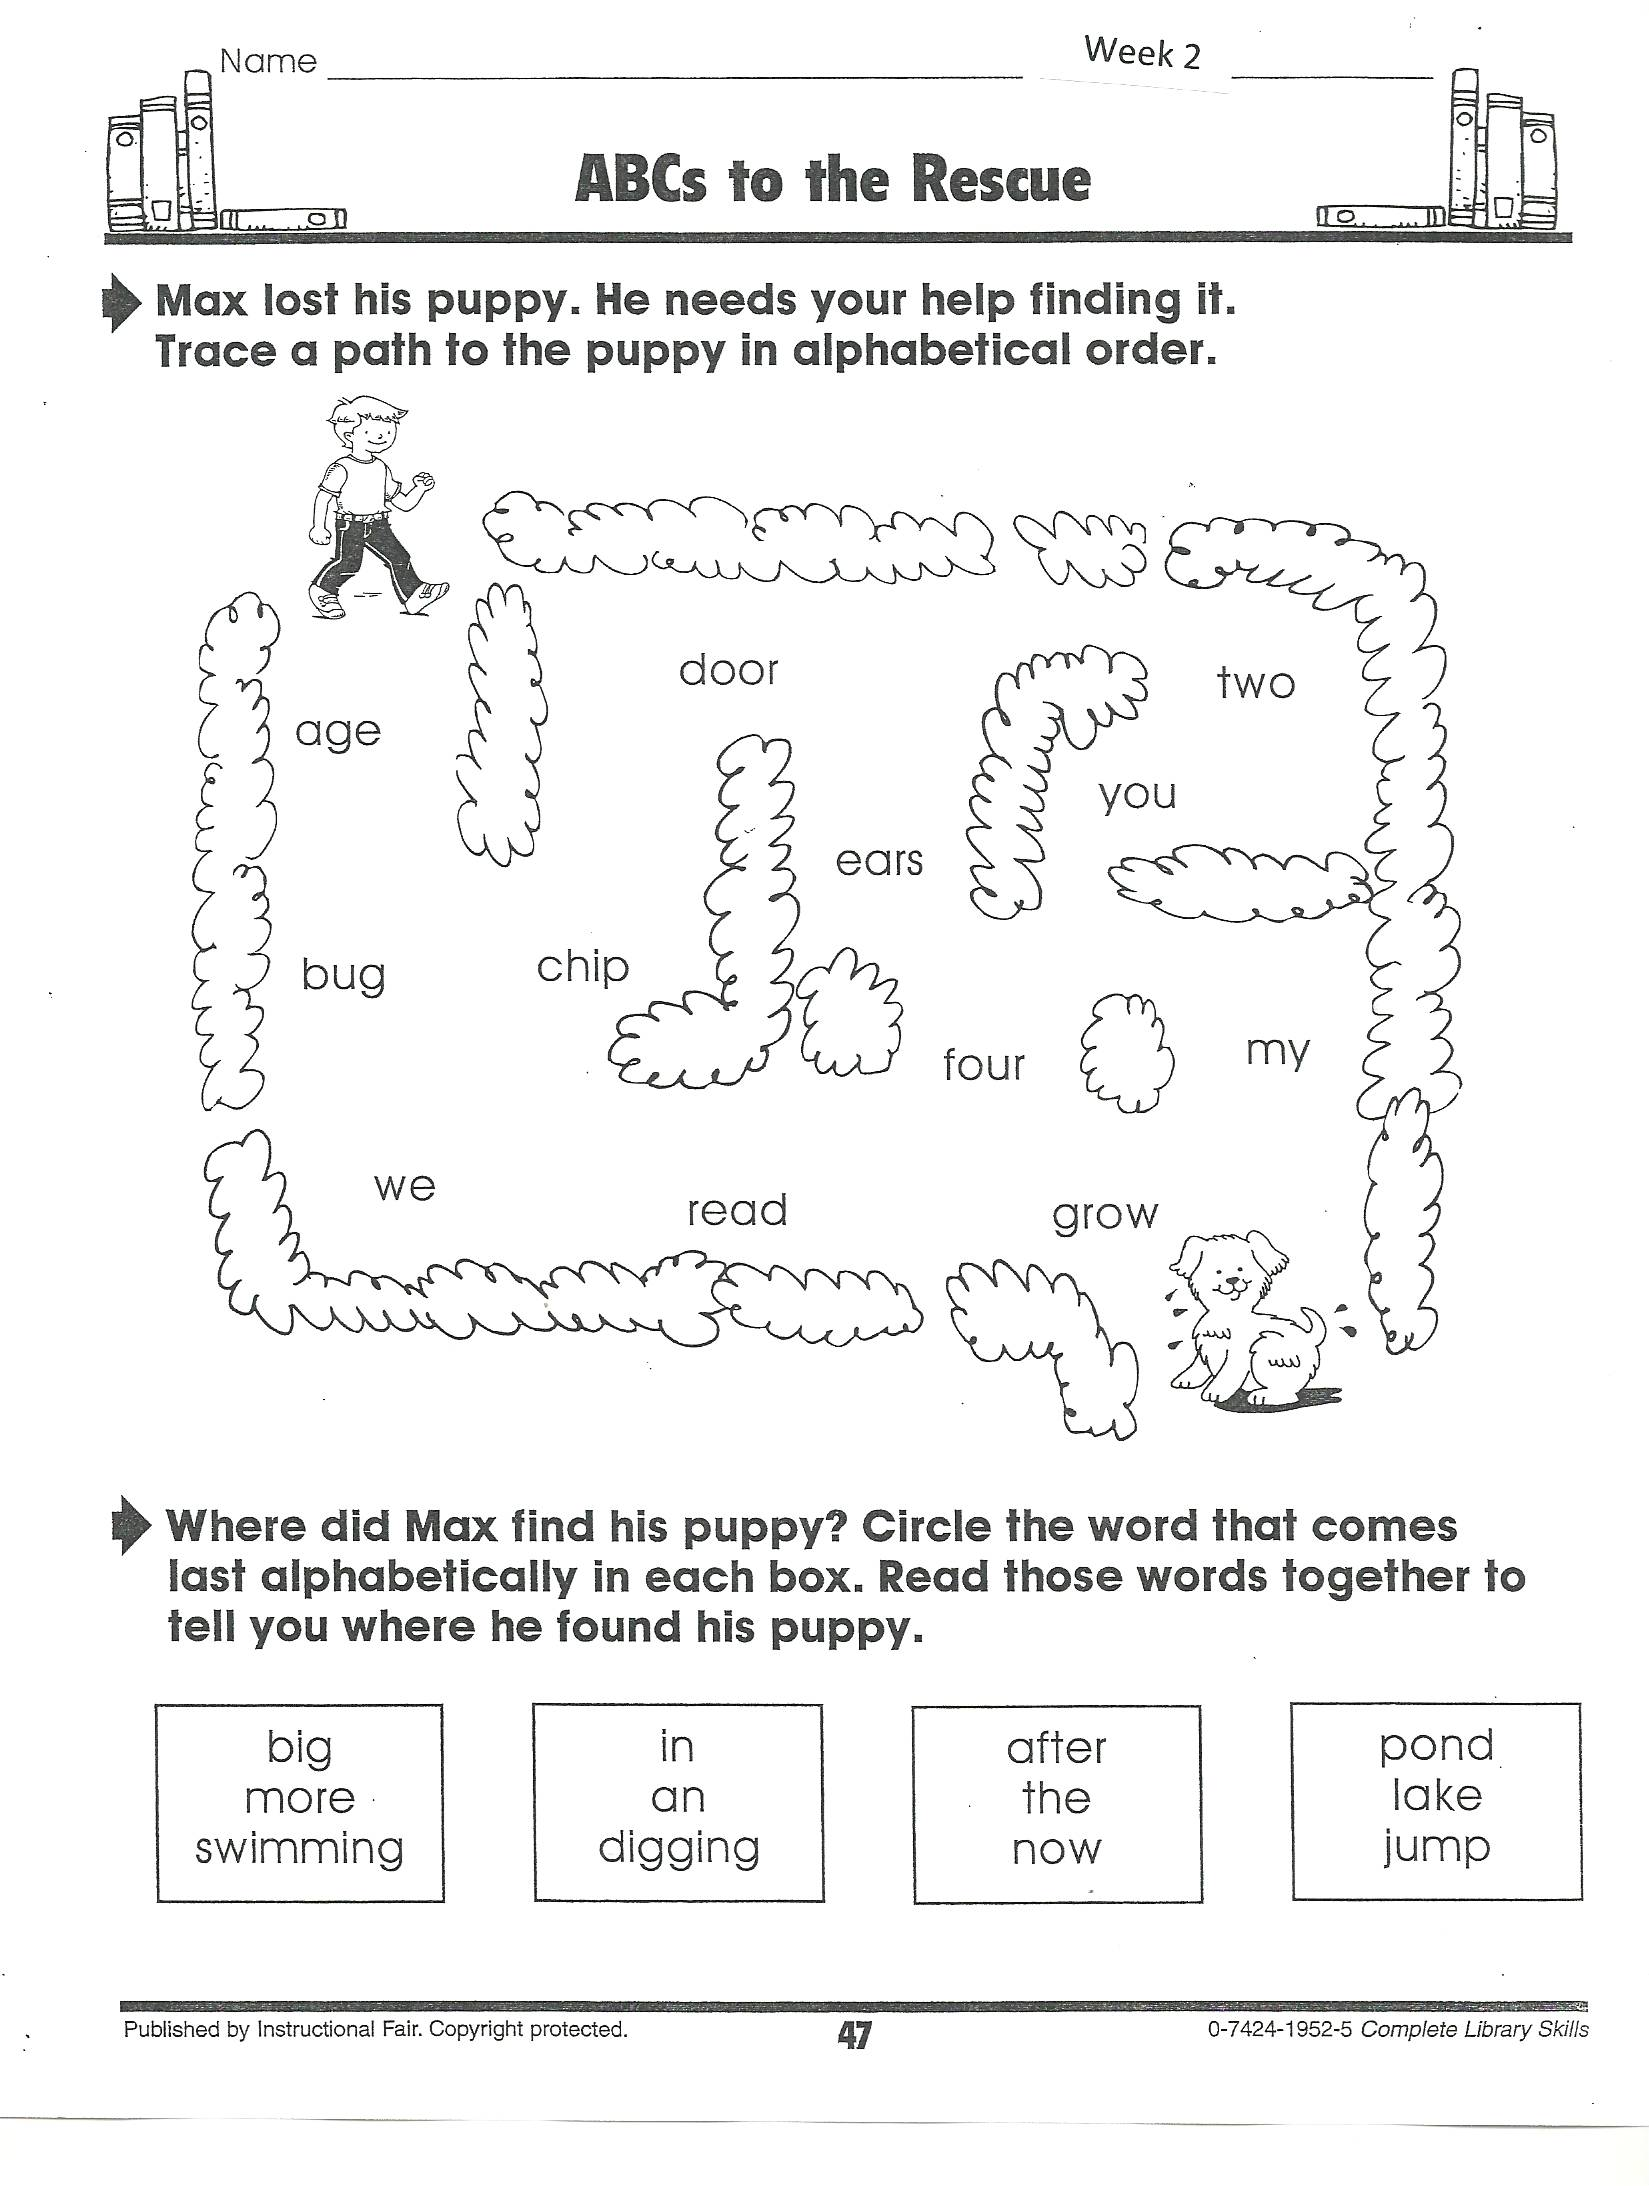 Name
Week 2
ABCs to the Rescue
Max lost his puppy. He needs your help finding it.
Trace a path to the puppy in alphabetical order.
door
two
age
you
ears
bug
chip
four
my
we
read
grow
Where did Max find his puppy? Circle the word that comes
last alphabetically in each box. Read those words together to
tell you where he found his puppy.
big
more
swimming
in
an
digging
after
the
now
pond
lake
jump
Published by Instructional Fair. Copyright protected.
47
0-7424-1952-5 Complete Library Skills